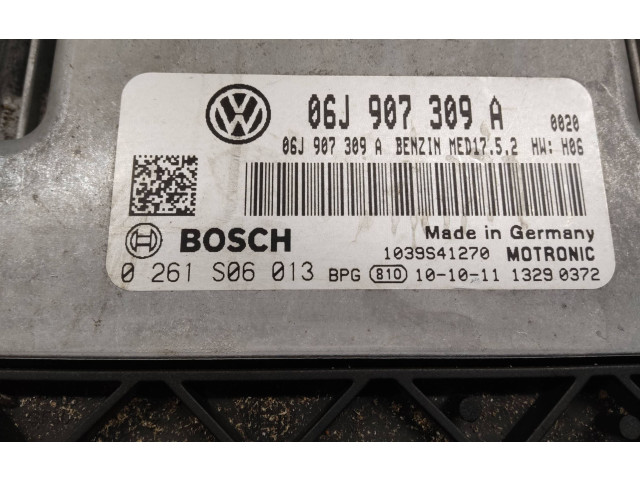 VW 06J 907 309 A 0020
06J 907 309 A BENZIN MED17.5.2 HW: H06
Made in Germany
BOSCH 1039S41270 MOTRONIC
0 261 S06 013 BPG 810 10-10-11 1329 0372